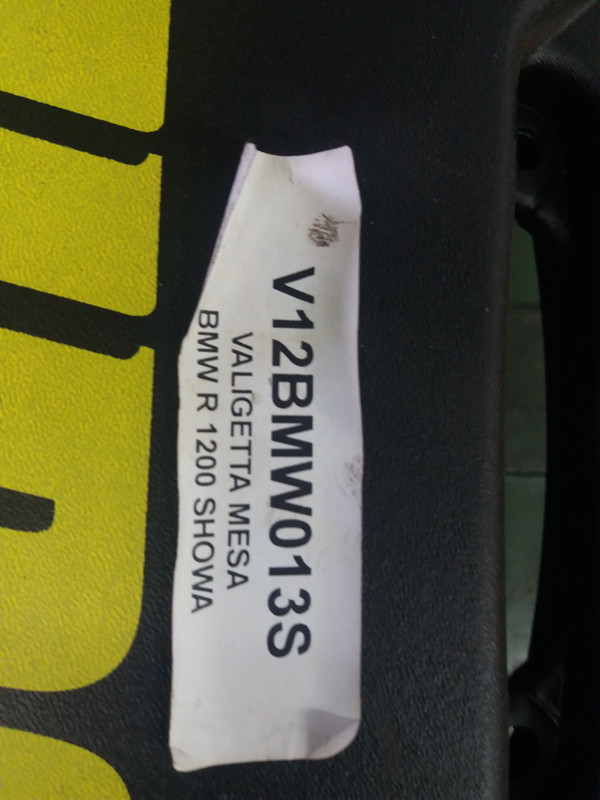 V12BMW013S
VALIGETTA MESA
BMW R 1200 SHOWA